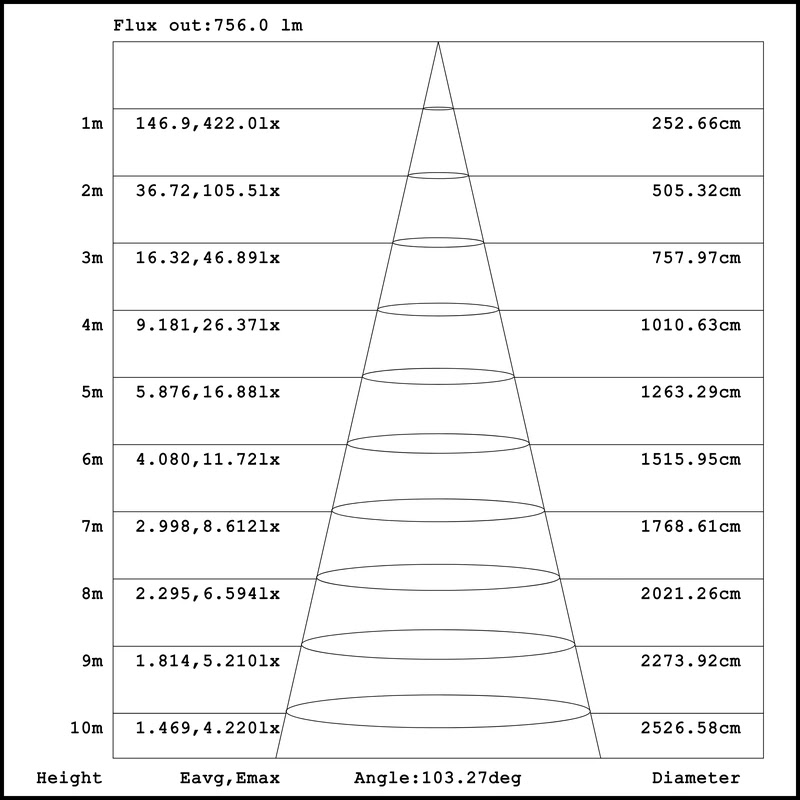 Flux out:756.0 lm
1m 146.9,422.0lx 252.66cm
2m 36.72,105.5lx 505.32cm
3m 16.32,46.89lx 757.97cm
4m 9.181,26.37lx 1010.63cm
5m 5.876,16.88lx 1263.29cm
6m 4.080,11.72lx 1515.95cm
7m 2.998,8.612lx 1768.61cm
8m 2.295,6.594lx 2021.26cm
9m 1.814,5.210lx 2273.92cm
10m 1.469,4.220lx 2526.58cm
Height Eavg,Emax Angle:103.27deg Diameter